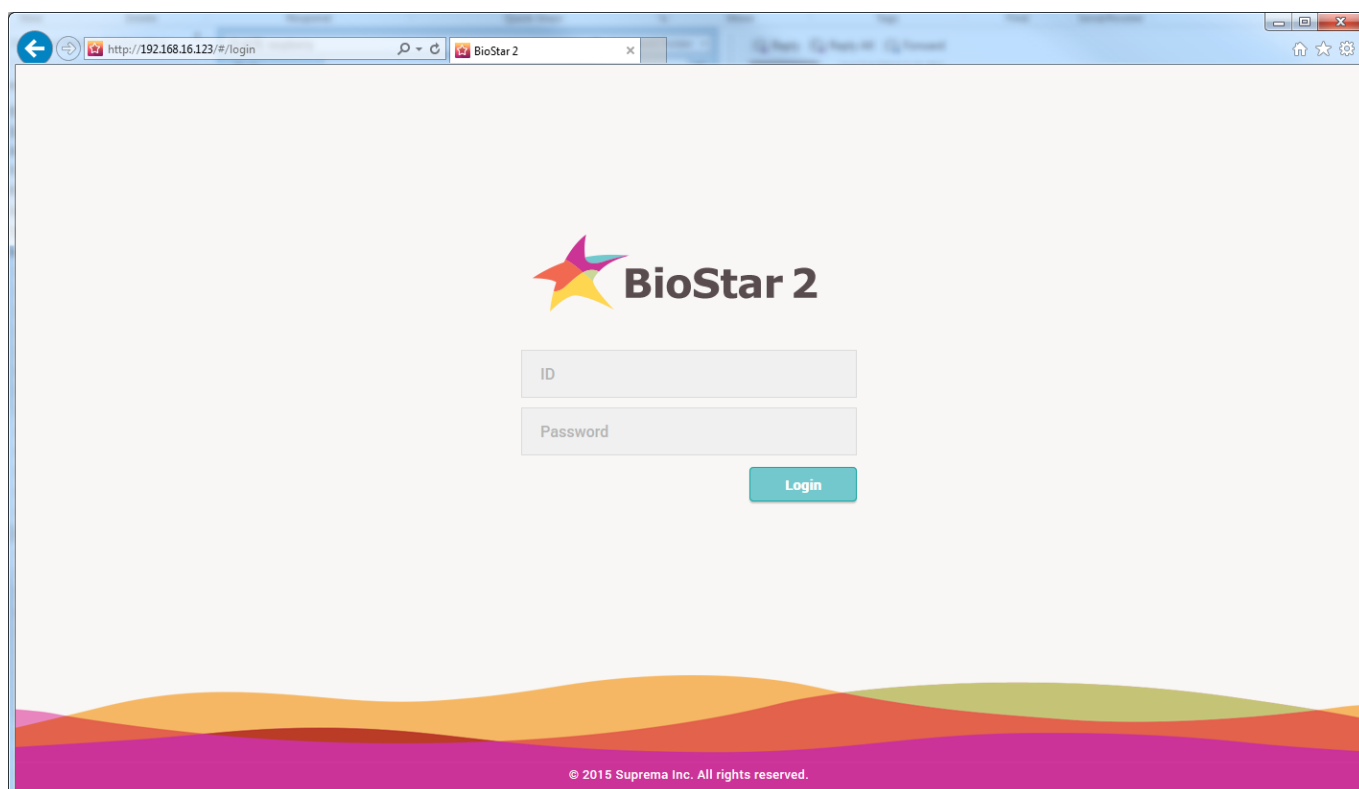 http://192.168.16.123/#/login
BioStar 2
BioStar 2
ID
Password
Login
© 2015 Suprema Inc. All rights reserved.